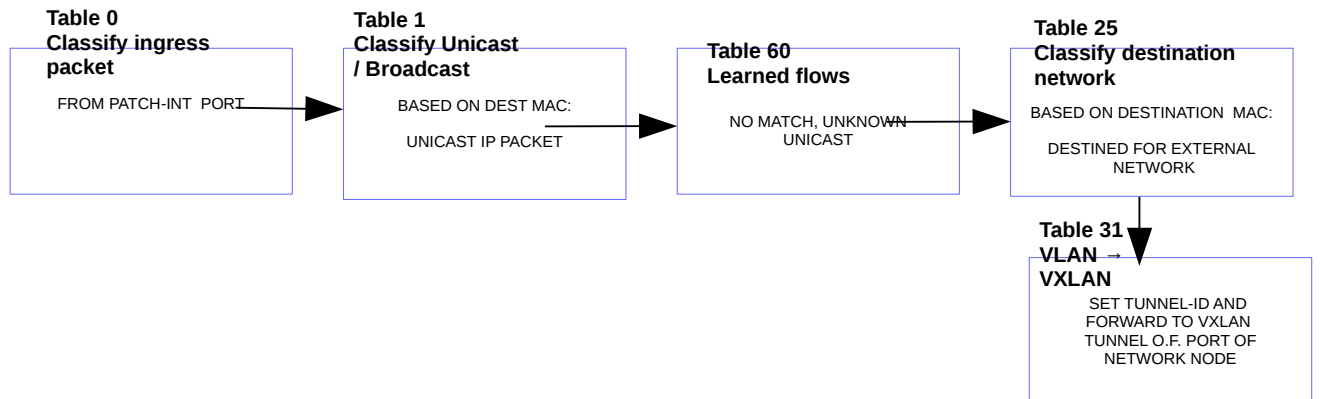 Table 0
Classify ingress
packet
FROM PATCH-INT  PORT
Table 1
Classify Unicast
/ Broadcast
BASED ON DEST MAC:
UNICAST IP PACKET
Table 60
Learned flows
NO MATCH, UNKNOWN
UNICAST
Table 25
Classify destination
network
BASED ON DESTINATION  MAC:
DESTINED FOR EXTERNAL
NETWORK
Table 31
VLAN →
VXLAN
SET TUNNEL-ID AND
FORWARD TO VXLAN
TUNNEL O.F. PORT OF
NETWORK NODE